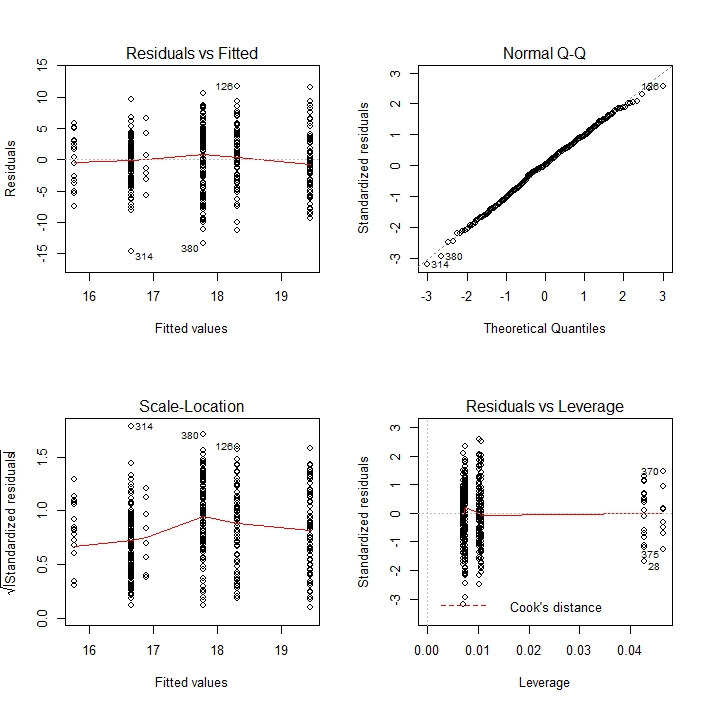 Residuals vs Fitted
Residuals
15
10
5
0
-5
-10
-15
126
314
380
16 17 18 19
Fitted values
Normal Q-Q
Standardized residuals
3
2
1
0
-1
-2
-3
126
380
314
-3 -2 -1 0 1 2 3
Theoretical Quantiles
Scale-Location
√|Standardized residuals|
1.5
1.0
0.5
0.0
314
380
126
16 17 18 19
Fitted values
Residuals vs Leverage
Standardized residuals
3
2
1
0
-1
-2
-3
370
375
28
Cook's distance
0.00 0.01 0.02 0.03 0.04
Leverage